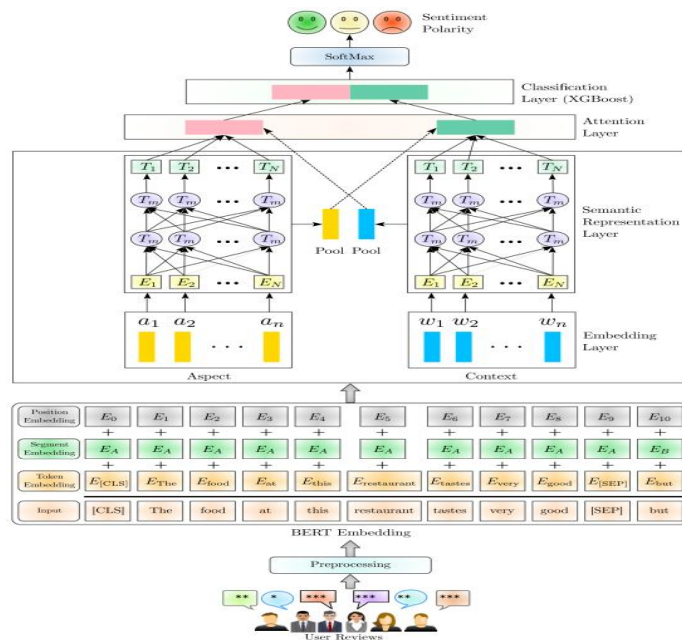 Sentiment
Polarity
SoftMax
Classification
Layer (XGBoost)
Attention
Layer
T1 T2 ... TN T1 T2 ... TN
Tm Tm ... Tm Tm Tm ... Tm
Semantic
Representation
Layer
Tm Tm ... Tm Tm Tm ... Tm
Pool Pool
E1 E2 ... EN E1 E2 ... EN
a1 a2 an w1 w2 wn
Embedding
Layer
... ...
Aspect Context
Position
Embedding E0 E1 E2 E3 E4 E5 E6 E7 E8 E9 E10
+ + + + + + + + + + +
Segment
Embedding EA EA EA EA EA EA EA EA EA EA EB
+ + + + + + + + + + +
Token
Embedding E[CLS] EThe Efood Eat Ethis Erestaurant Etastes Every Egood E[SEP] Ebut
Input [CLS] The food at this restaurant tastes very good [SEP] but
BERT Embedding
Preprocessing
** * *** *** ** ***
User Reviews